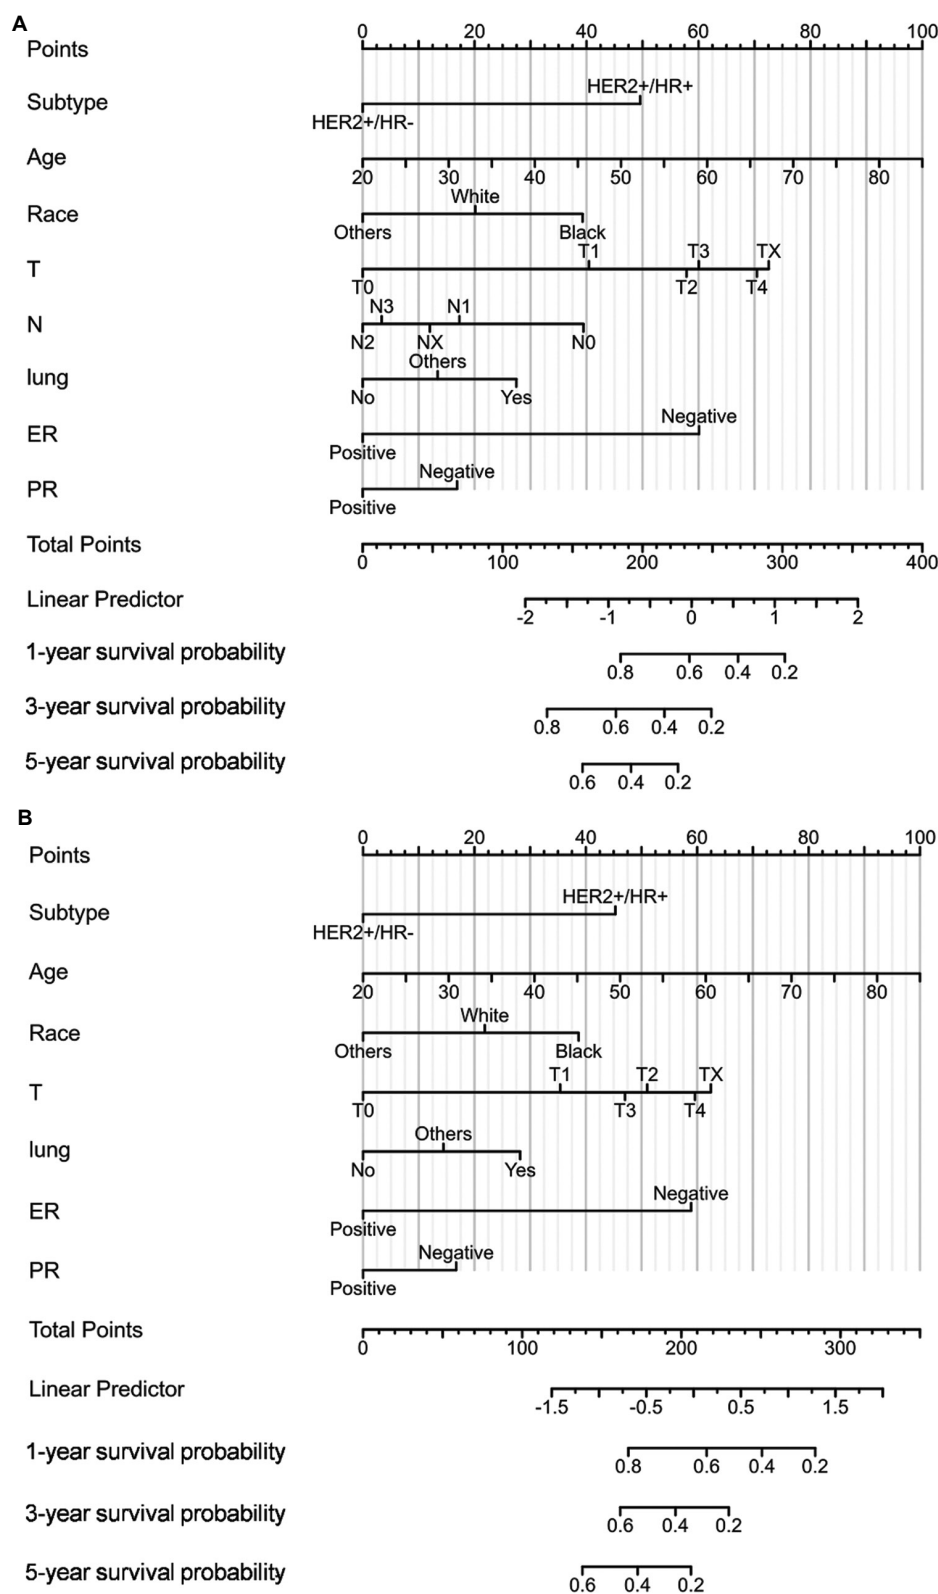 A
0 20 40 60 80 100
Points
HER2+/HR+
Subtype
HER2+/HR-
Age
20 30 40 50 60 70 80
White
Race
Others Black
T1 T3 TX
T
T0 T2 T4
N3 N1
N
N2 NX N0
Others
lung
No Yes
Negative
ER
Positive
Negative
PR
Positive
Total Points
0 100 200 300 400
Linear Predictor
-2 -1 0 1 2
1-year survival probability
0.8 0.6 0.4 0.2
3-year survival probability
0.8 0.6 0.4 0.2
5-year survival probability
0.6 0.4 0.2
B
0 20 40 60 80 100
Points
HER2+/HR+
Subtype
HER2+/HR-
Age
20 30 40 50 60 70 80
White
Race
Others Black
T1 T2 TX
T
T0 T3 T4
Others
lung
No Yes
Negative
ER
Positive
Negative
PR
Positive
Total Points
0 100 200 300
Linear Predictor
-1.5 -0.5 0.5 1.5
1-year survival probability
0.8 0.6 0.4 0.2
3-year survival probability
0.6 0.4 0.2
5-year survival probability
0.6 0.4 0.2